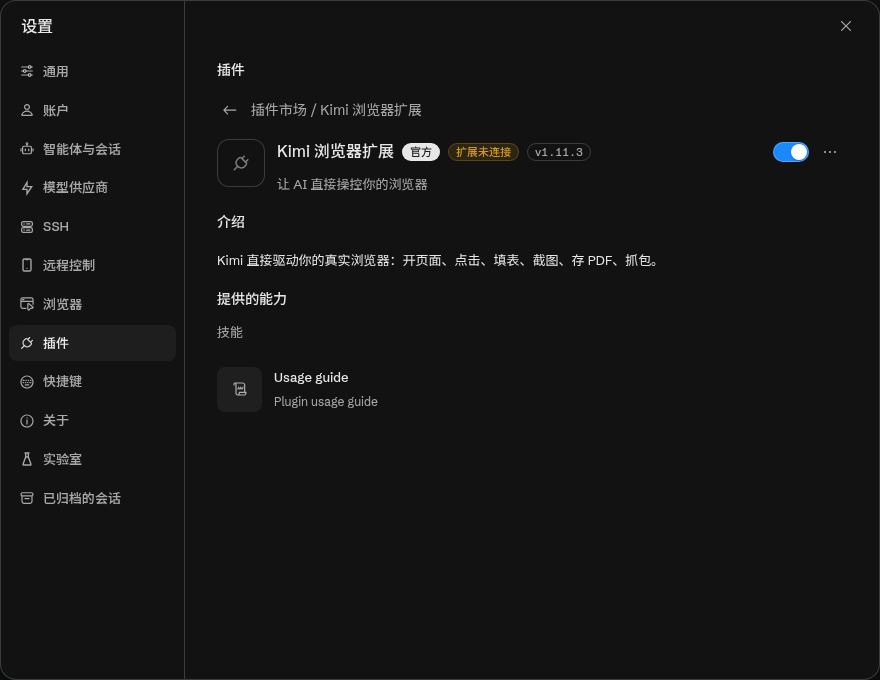 设置
通用
账户
智能体与会话
模型供应商
SSH
远程控制
浏览器
插件
快捷键
关于
实验室
已归档的会话
插件
插件市场 / Kimi 浏览器扩展
Kimi 浏览器扩展 官方 扩展未连接 v1.11.3
让 AI 直接操控你的浏览器
介绍
Kimi 直接驱动你的真实浏览器：开页面、点击、填表、截图、存 PDF、抓包。
提供的能力
技能
Usage guide
Plugin usage guide